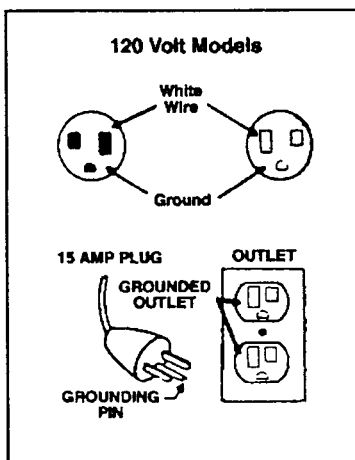 120 Volt Models
White
Wire
Ground
15 AMP PLUG
OUTLET
GROUNDED
OUTLET
GROUNDING
PIN